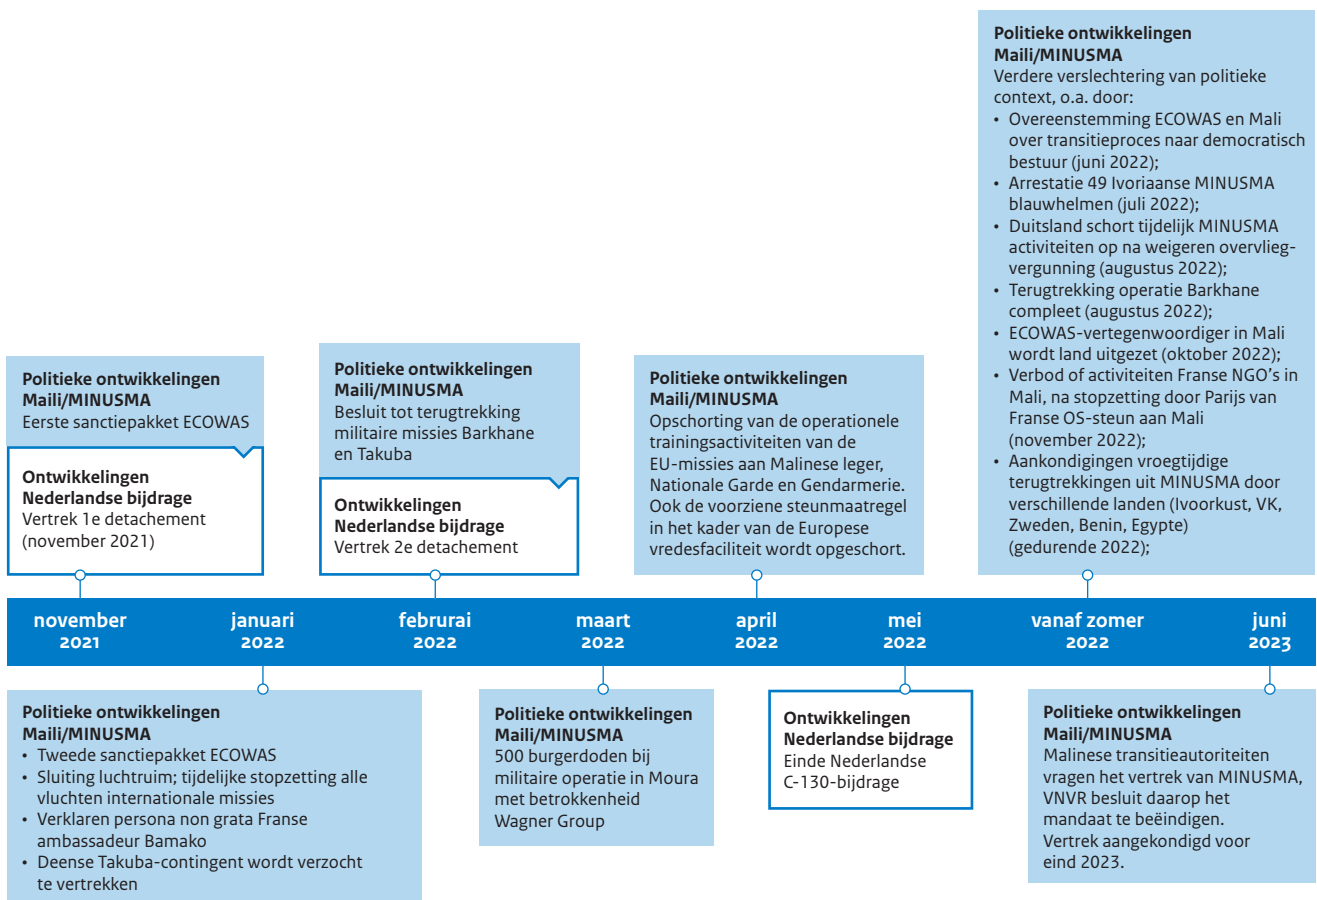 Politieke ontwikkelingen
Maili/MINUSMA
Eerste sanctiepakket ECOWAS
Ontwikkelingen
Nederlandse bijdrage
Vertrek 1e detachement
(november 2021)
Politieke ontwikkelingen
Maili/MINUSMA
Besluit tot terugtrekking
militaire missies Barkhane
en Takuba
Ontwikkelingen
Nederlandse bijdrage
Vertrek 2e detachement
Politieke ontwikkelingen
Maili/MINUSMA
Opschorting van de operationele
trainingsactiviteiten van de
EU-missies aan Malinese leger,
Nationale Garde en Gendarmerie.
Ook de voorziene steunmaatregel
in het kader van de Europese
vredesfaciliteit wordt opgeschort.
Politieke ontwikkelingen
Maili/MINUSMA
Verdere verslechtering van politieke
context, o.a. door:
• Overeenstemming ECOWAS en Mali
over transitieproces naar democratisch
bestuur (juni 2022);
• Arrestatie 49 Ivoriaanse MINUSMA
blauwhelmen (juli 2022);
• Duitsland schort tijdelijk MINUSMA
activiteiten op na weigeren overvlieg-
vergunning (augustus 2022);
• Terugtrekking operatie Barkhane
compleet (augustus 2022);
• ECOWAS-vertegenwoordiger in Mali
wordt land uitgezet (oktober 2022);
• Verbod of activiteiten Franse NGO's in
Mali, na stopzetting door Parijs van
Franse OS-steun aan Mali
(november 2022);
• Aankondigingen vroegtijdige
terugtrekkingen uit MINUSMA door
verschillende landen (Ivoorkust, VK,
Zweden, Benin, Egypte)
(gedurende 2022);
november
2021
januari
2022
februrai
2022
maart
2022
april
2022
mei
2022
vanaf zomer
2022
juni
2023
Politieke ontwikkelingen
Maili/MINUSMA
• Tweede sanctiepakket ECOWAS
• Sluiting luchtruim; tijdelijke stopzetting alle
vluchten internationale missies
• Verklaren persona non grata Franse
ambassadeur Bamako
• Deense Takuba-contingent wordt verzocht
te vertrekken
Politieke ontwikkelingen
Maili/MINUSMA
500 burgerdoden bij
militaire operatie in Moura
met betrokkenheid
Wagner Group
Ontwikkelingen
Nederlandse bijdrage
Einde Nederlandse
C-130-bijdrage
Politieke ontwikkelingen
Maili/MINUSMA
Malinese transitieautoriteiten
vragen het vertrek van MINUSMA,
VNVR besluit daarop het
mandaat te beëindigen.
Vertrek aangekondigd voor
eind 2023.